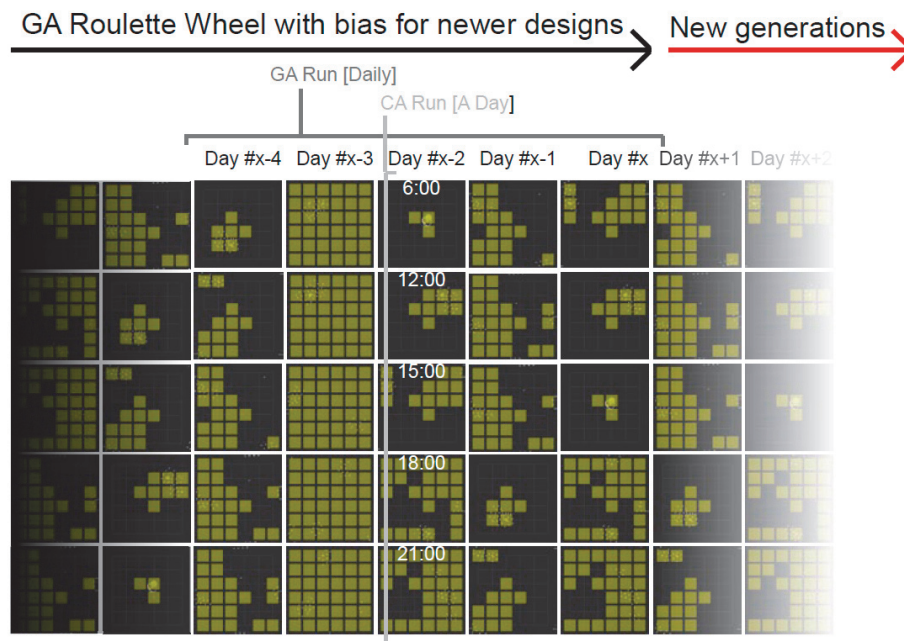 GA Roulette Wheel with bias for newer designs
New generations
GA Run [Daily]
CA Run [A Day]
Day #x-4 Day #x-3 Day #x-2 Day #x-1 Day #x Day #x+1 Day #x+2
6:00
12:00
15:00
18:00
21:00